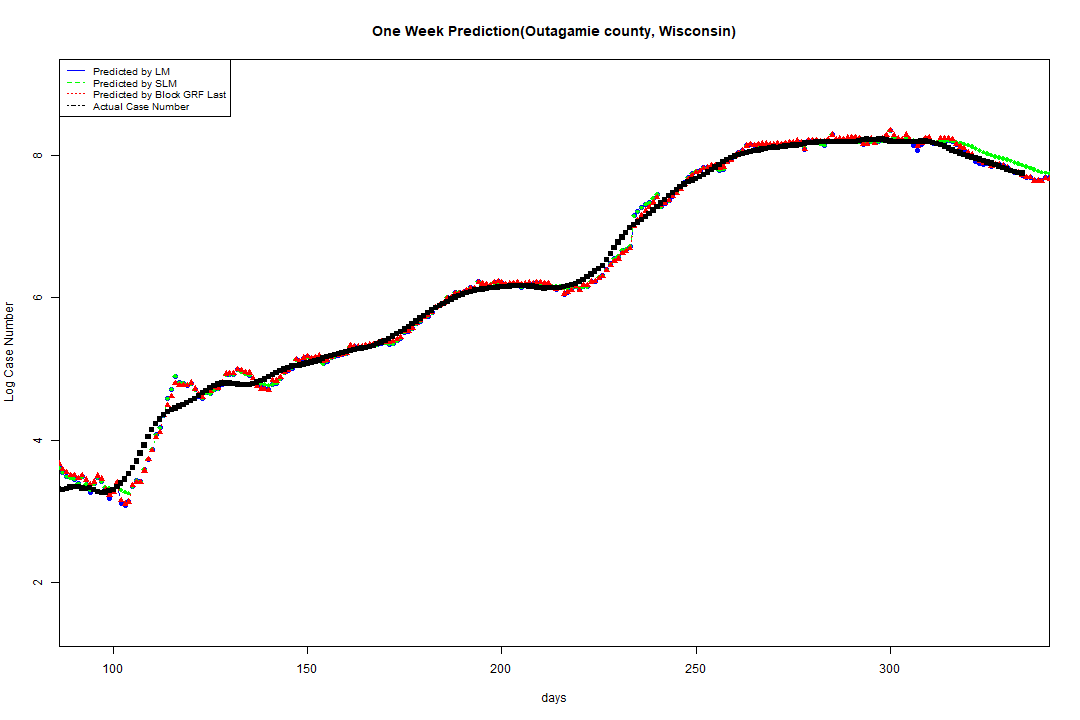 One Week Prediction(Outagamie county, Wisconsin)
Predicted by LM
Predicted by SLM
Predicted by Block GRF Last
Actual Case Number
Log Case Number
8
6
4
2
100 150 200 250 300
days